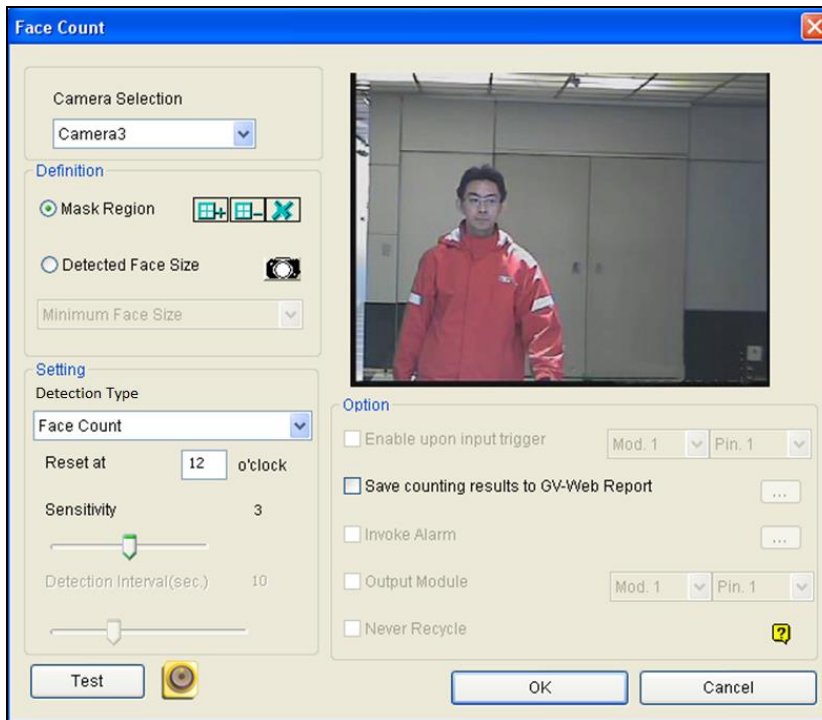 Face Count
Camera Selection
Camera3
Definition
Mask Region
Detected Face Size
Minimum Face Size
Setting
Detection Type
Face Count
Reset at 12 o'clock
Sensitivity 3
Detection Interval(sec.) 10
Test
Option
Enable upon input trigger Mod. 1 Pin. 1
Save counting results to GV-Web Report ...
Invoke Alarm ...
Output Module Mod. 1 Pin. 1
Never Recycle ?
OK Cancel